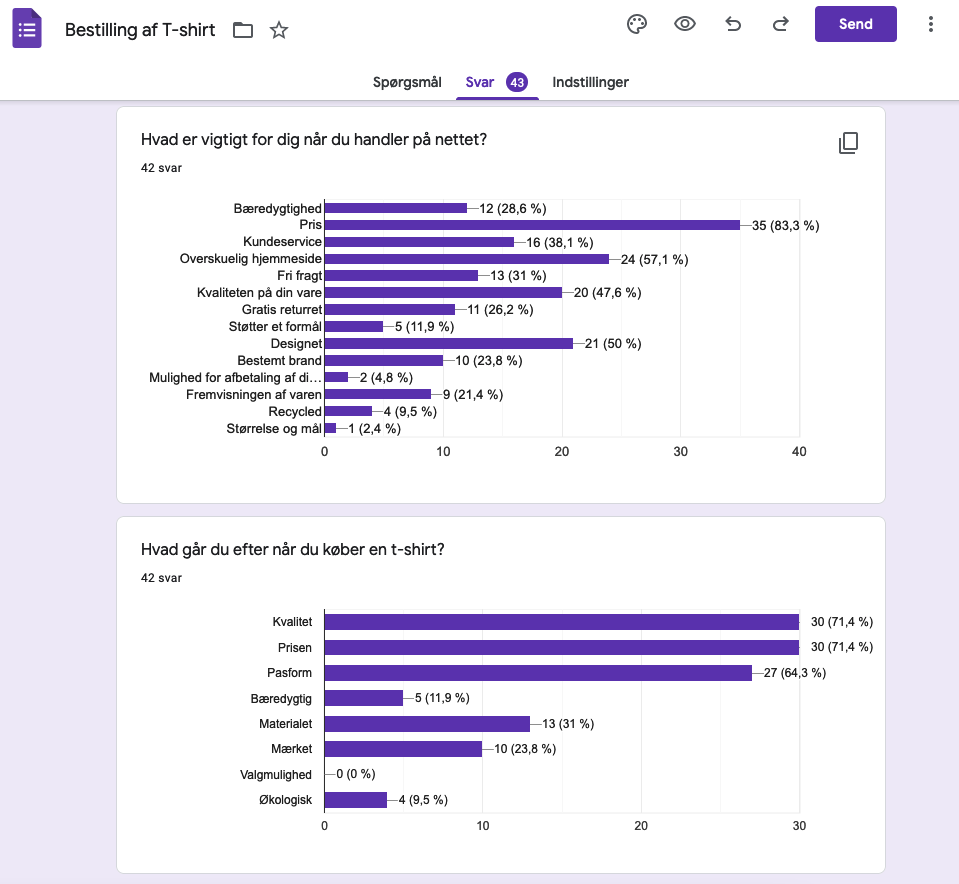 Bestilling af T-shirt
Send
Spørgsmål Svar 43 Indstillinger
Hvad er vigtigt for dig når du handler på nettet?
42 svar
Bæredygtighed 12 (28,6 %)
Pris 35 (83,3 %)
Kundeservice 16 (38,1 %)
Overskuelig hjemmeside 24 (57,1 %)
Fri fragt 13 (31 %)
Kvaliteten på din vare 20 (47,6 %)
Gratis returret 11 (26,2 %)
Støtter et formål 5 (11,9 %)
Designet 21 (50 %)
Bestemt brand 10 (23,8 %)
Mulighed for afbetaling af di… 2 (4,8 %)
Fremvisningen af varen 9 (21,4 %)
Recycled 4 (9,5 %)
Størrelse og mål 1 (2,4 %)
0 10 20 30 40
Hvad går du efter når du køber en t-shirt?
42 svar
Kvalitet 30 (71,4 %)
Prisen 30 (71,4 %)
Pasform 27 (64,3 %)
Bæredygtig 5 (11,9 %)
Materialet 13 (31 %)
Mærket 10 (23,8 %)
Valgmulighed 0 (0 %)
Økologisk 4 (9,5 %)
0 10 20 30